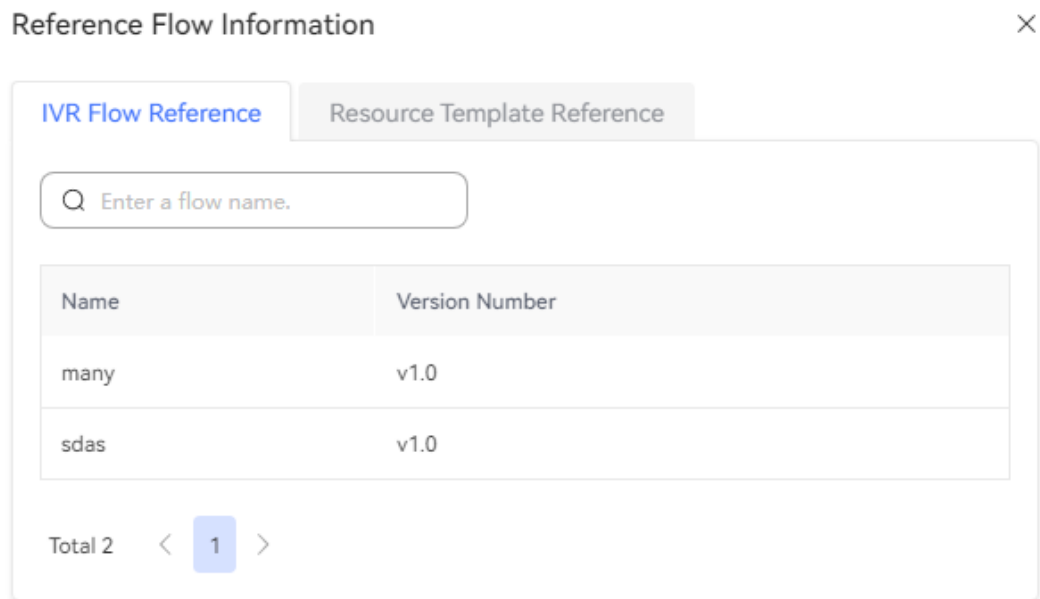 Reference Flow Information
IVR Flow Reference Resource Template Reference
Enter a flow name.
Name Version Number
many v1.0
sdas v1.0
Total 2 < 1 >